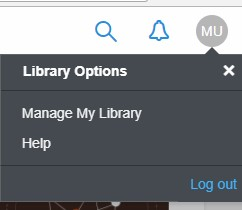 MU
Library Options ×
Manage My Library
Help
Log out